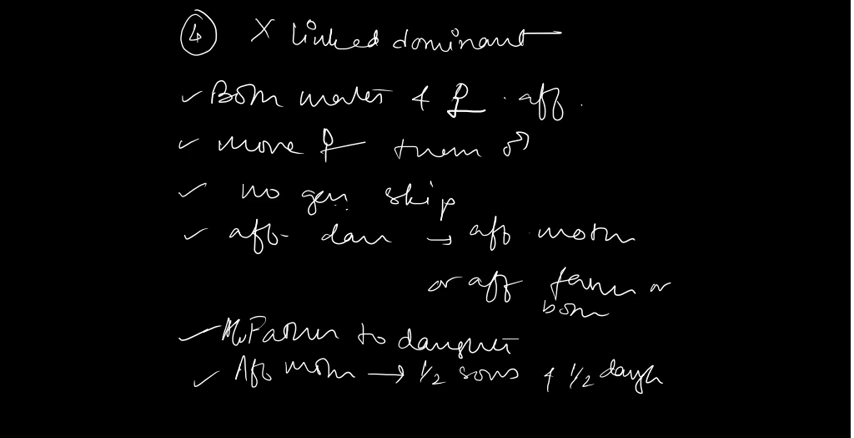 ④ X linked dominant
✓ Both males & ♀ . aff .
✓ more ♀ than ♂
✓ no gen skip
✓ aff- dau → aff moth
or aff father or
both
✓ Father to daughter
✓ Aff moth → 1/2 sons & 1/2 daugh